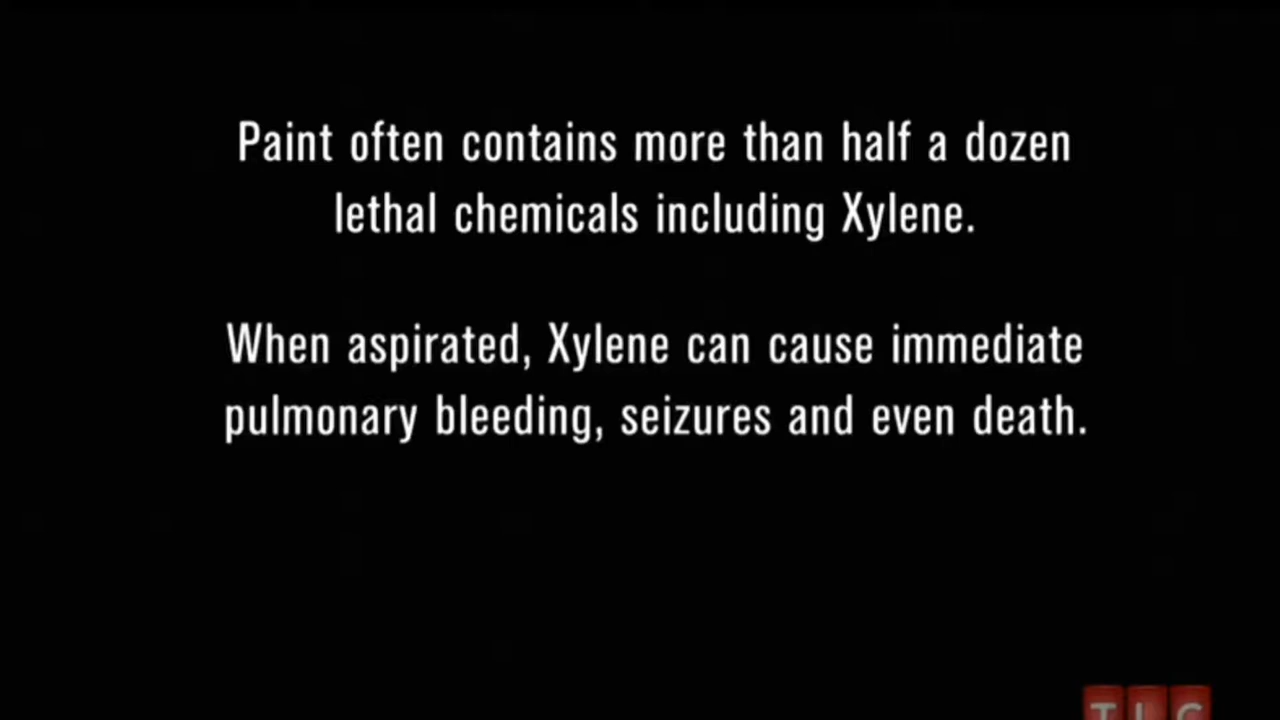 Paint often contains more than half a dozen
lethal chemicals including Xylene.
When aspirated, Xylene can cause immediate
pulmonary bleeding, seizures and even death.
TLC